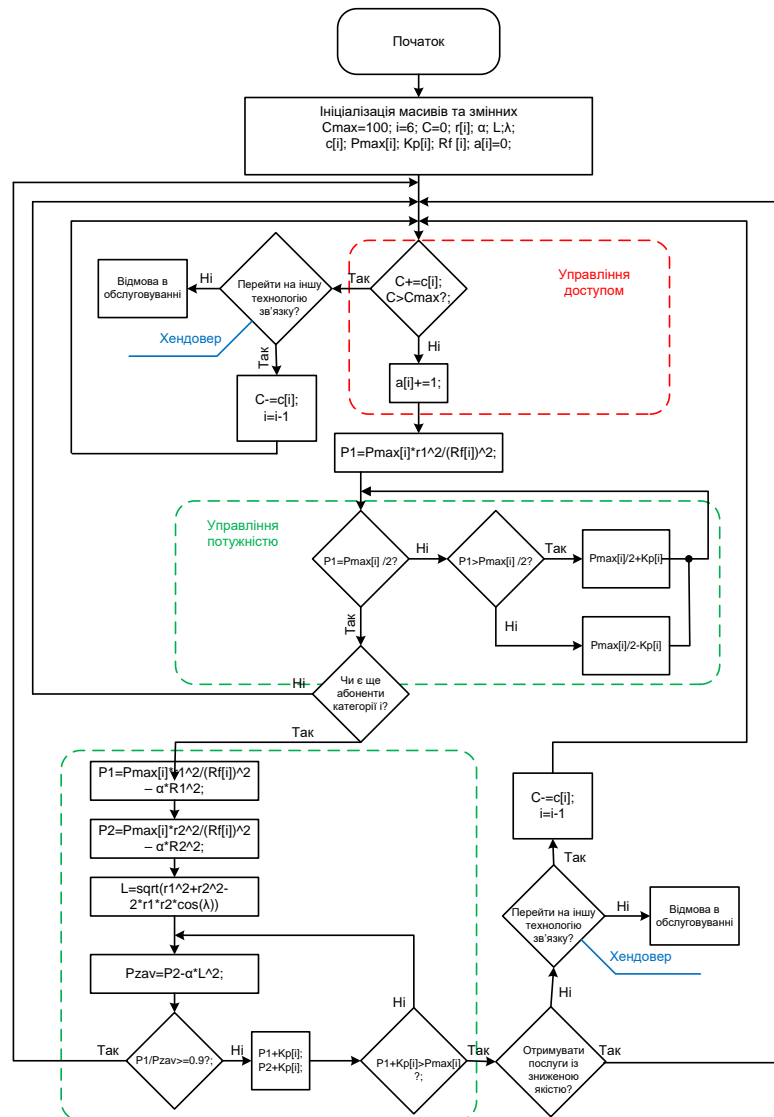 Початок
Ініціалізація масивів та змінних
Cmax=100; i=6; C=0; r[i]; α; L;λ;
c[i]; Pmax[i]; Kp[i]; Rf [i]; a[i]=0;
Управління
доступом
C+=c[i];
C>Cmax?;
Так
Ні
Перейти на іншу
технологію
зв’язку?
Ні
Відмова в
обслуговуванні
Хендовер
Так
C-=c[i];
i=i-1
a[i]+=1;
P1=Pmax[i]*r1^2/(Rf[i])^2;
Управління
потужністю
P1=Pmax[i] /2?
Ні
P1>Pmax[i] /2?
Так
Pmax[i]/2+Kp[i]
Ні
Pmax[i]/2-Kp[i]
Так
Чи є ще
абоненти
категорії i?
Ні
Так
P1=Pmax[i]*r1^2/(Rf[i])^2
– α*R1^2;
P2=Pmax[i]*r2^2/(Rf[i])^2
– α*R2^2;
L=sqrt(r1^2+r2^2-
2*r1*r2*cos(λ))
Pzav=P2-α*L^2;
P1/Pzav>=0.9?;
Так
Ні
P1+Kp[i];
P2+Kp[i];
P1+Kp[i]>Pmax[i]
?;
Ні
Так
Отримувати
послуги із
зниженою
якістю?
Так
Ні
Перейти на іншу
технологію
зв’язку?
Ні
Відмова в
обслуговуванні
Хендовер
Так
C-=c[i];
i=i-1